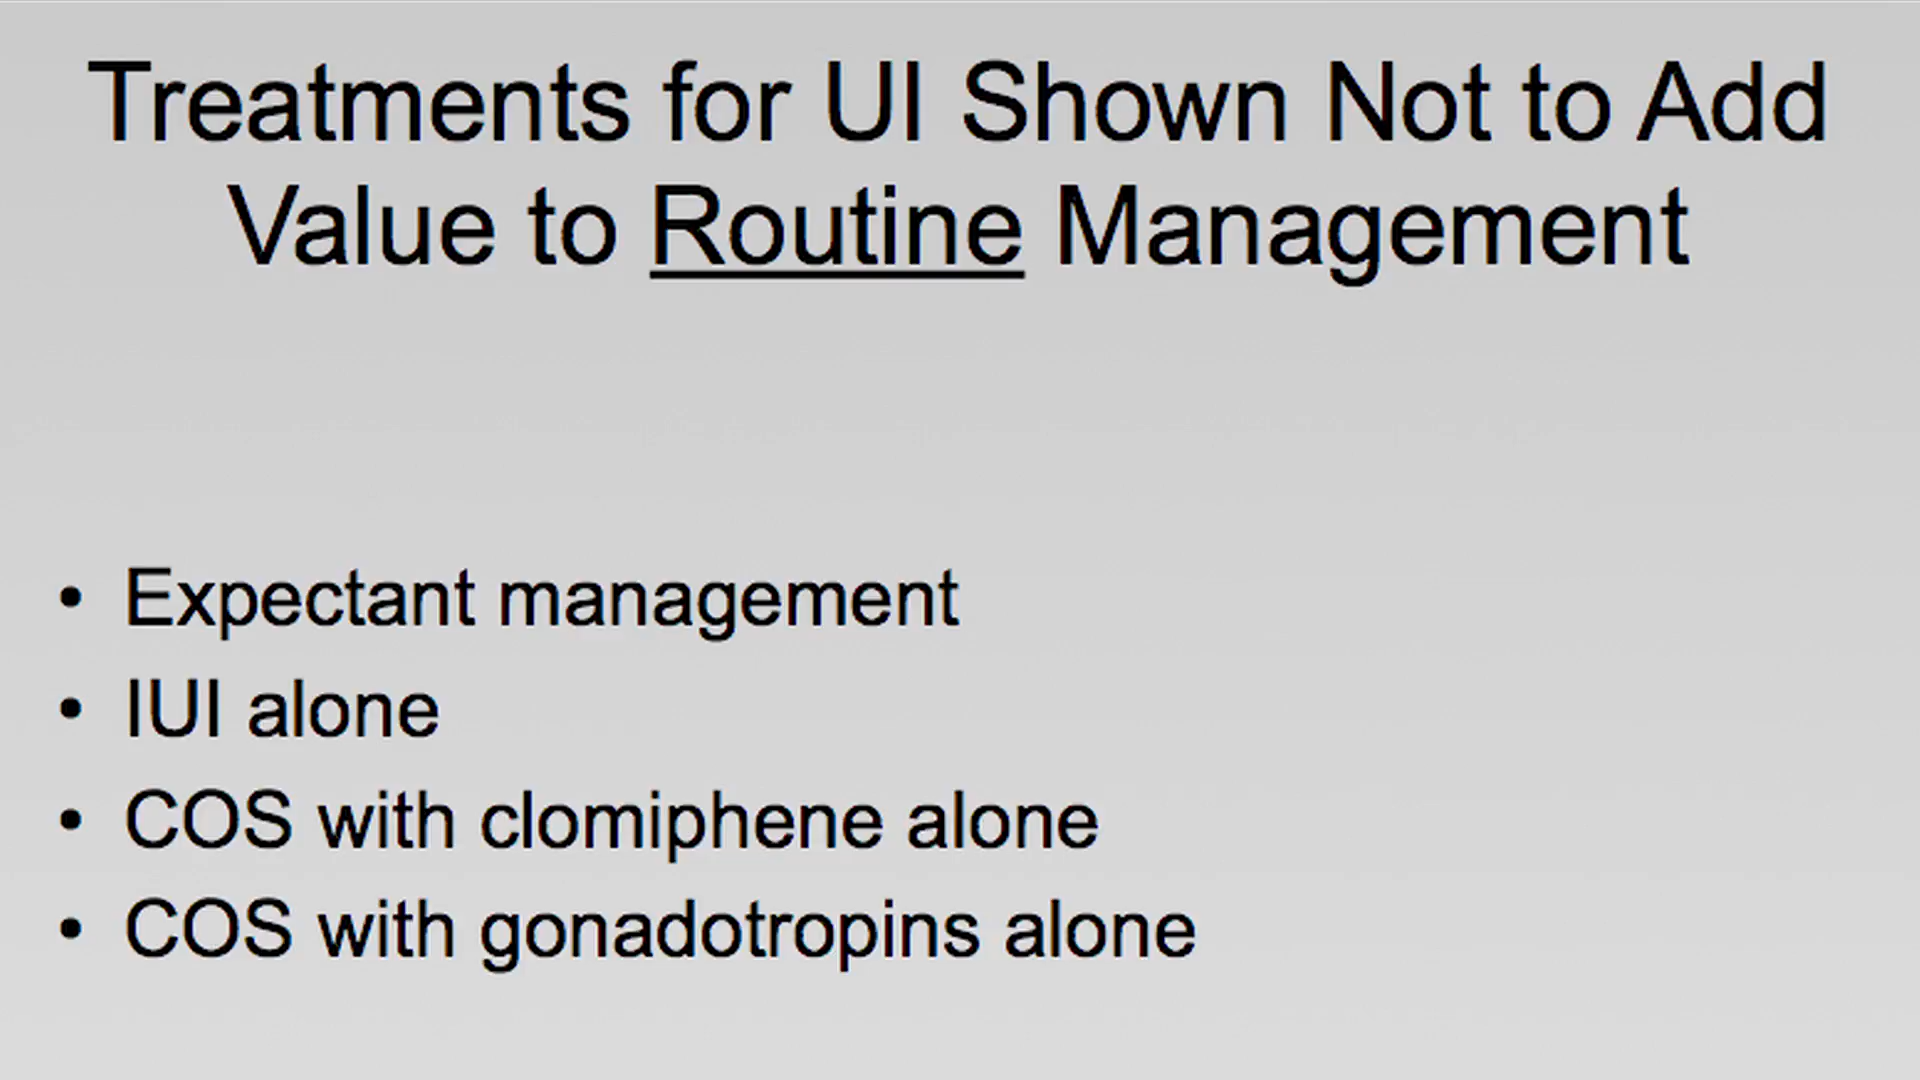 Treatments for UI Shown Not to Add
Value to Routine Management
• Expectant management
• IUI alone
• COS with clomiphene alone
• COS with gonadotropins alone